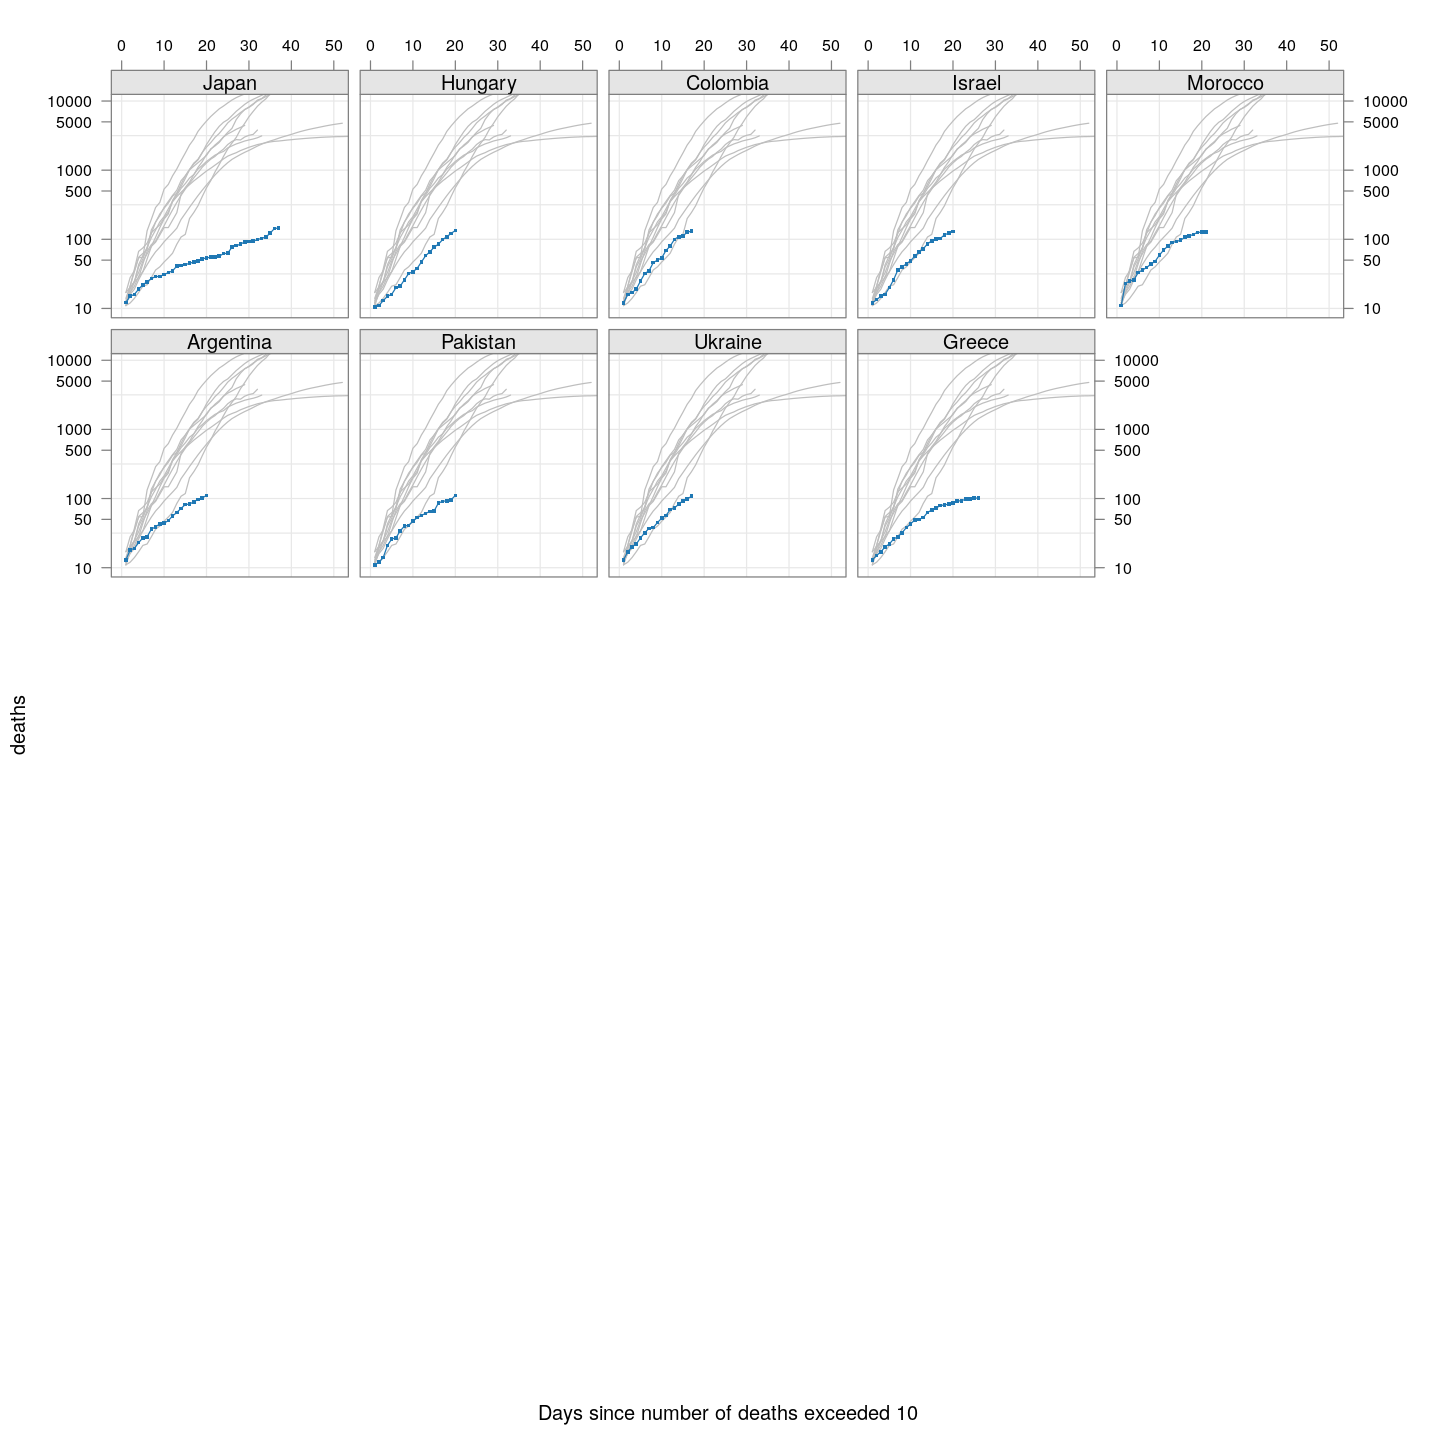 0 10 20 30 40 50 0 10 20 30 40 50 0 10 20 30 40 50 0 10 20 30 40 50 0 10 20 30 40 50
Japan Hungary Colombia Israel Morocco
10000 10000
5000 5000
1000 1000
500 500
100 100
50 50
10 10
Argentina Pakistan Ukraine Greece
10000 10000
5000 5000
1000 1000
500 500
100 100
50 50
10 10
deaths
Days since number of deaths exceeded 10